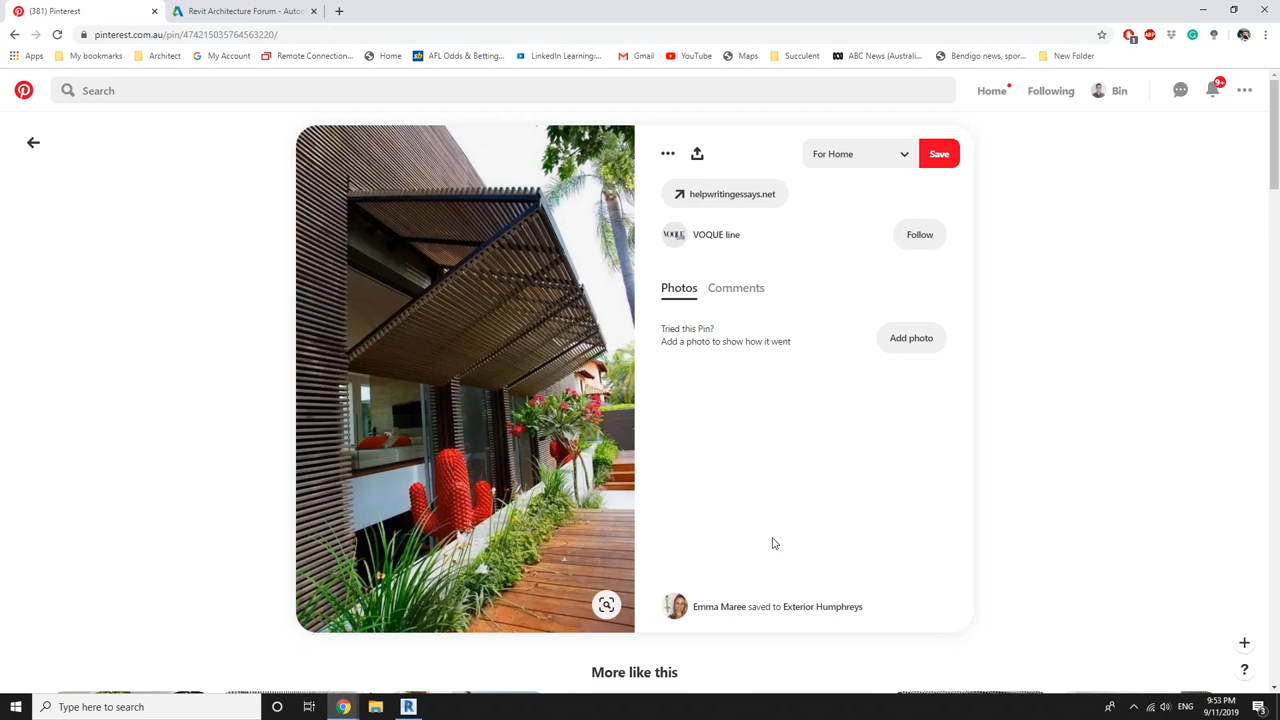 (381) Pinterest
Revit Architecture Forum - Autod
pinterest.com.au/pin/474215035764563220/
Apps My bookmarks Architect My Account Remote Connection... Home AFL Odds & Betting... LinkedIn Learning:... Gmail YouTube Maps Succulent ABC News (Australi... Bendigo news, spor... New Folder
Search
Home Following Bin 9+
For Home Save
helpwritingessays.net
VOQUE
VOQUE line
Follow
Photos Comments
Tried this Pin?
Add a photo to show how it went
Add photo
Emma Maree saved to Exterior Humphreys
More like this
Type here to search
ENG
9:53 PM
9/11/2019